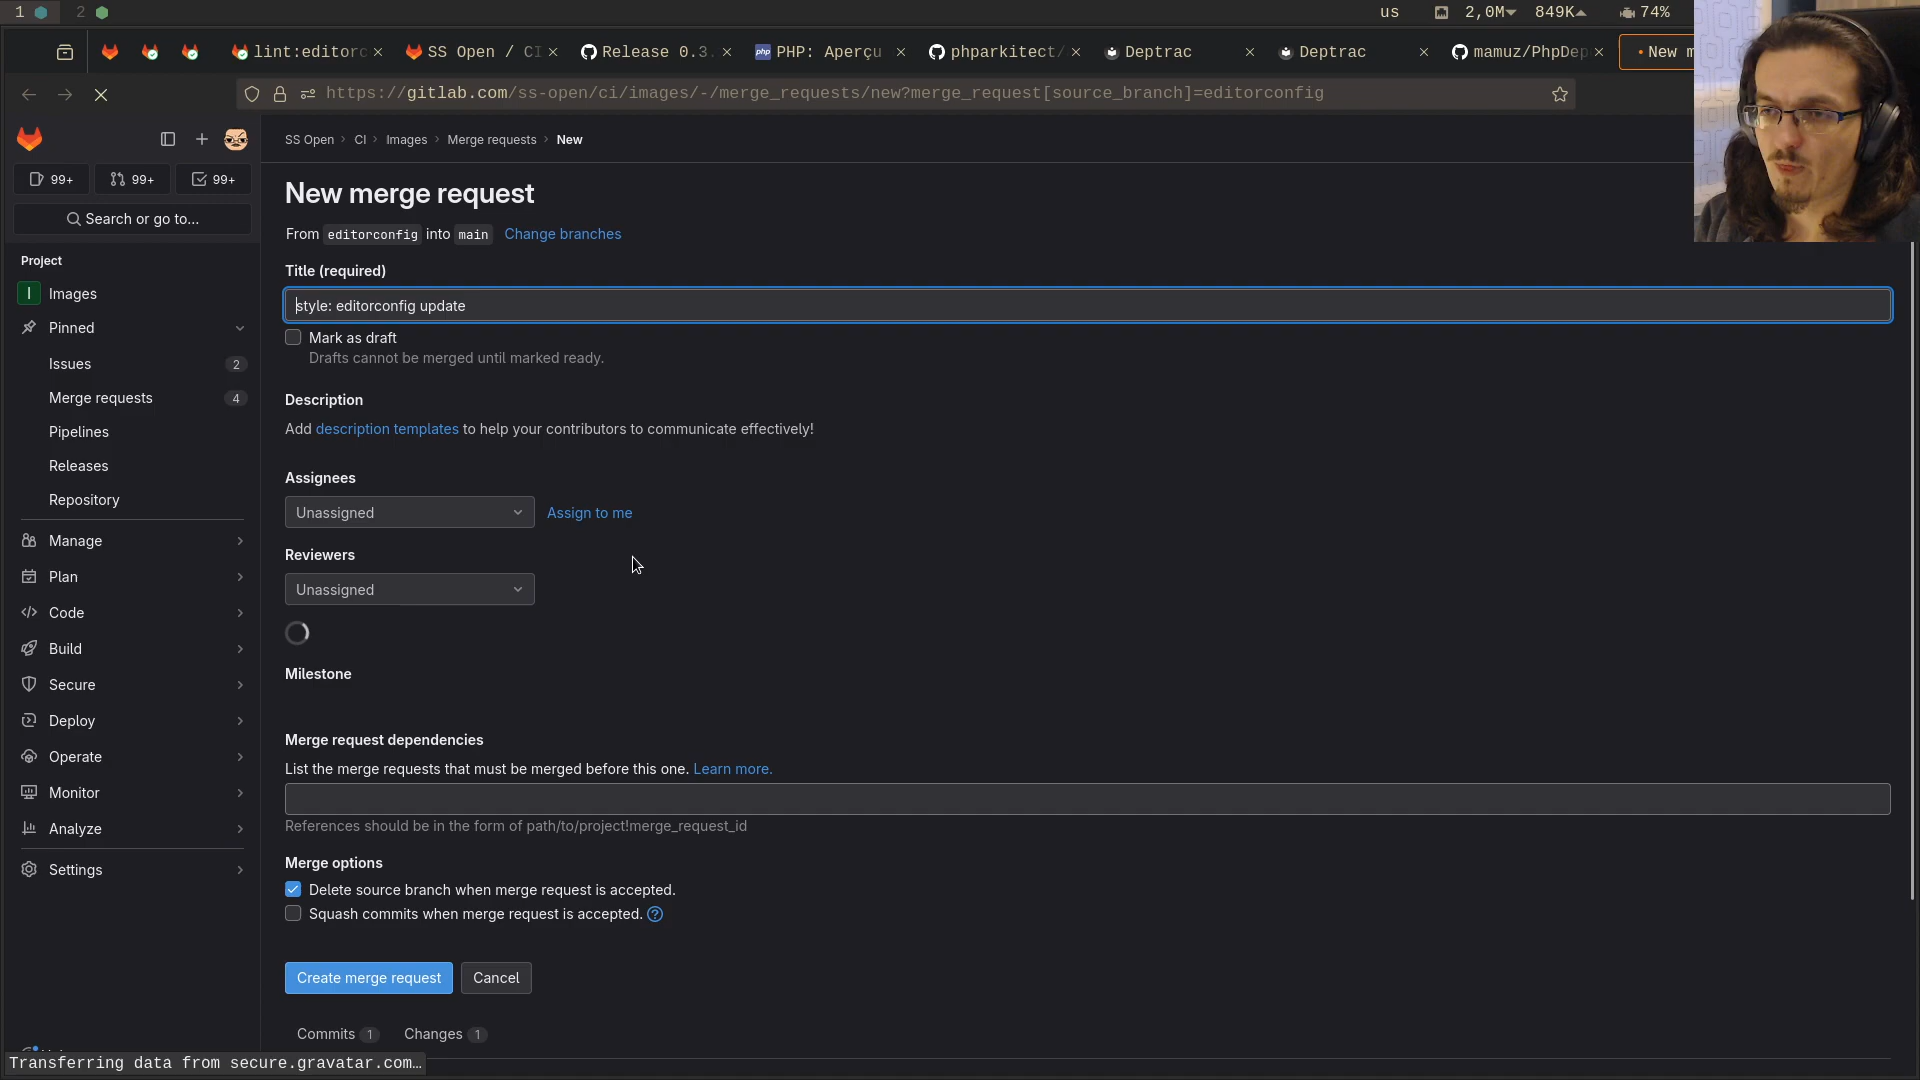 1 2 us 2,0M 849K 74%
lint:editorc SS Open / CI Release 0.3. PHP: Aperçu phparkitect/ Deptrac Deptrac mamuz/PhpDep New m
https://gitlab.com/ss-open/ci/images/-/merge_requests/new?merge_request[source_branch]=editorconfig
SS Open › CI › Images › Merge requests › New
99+ 99+ 99+
Search or go to...
Project
I Images
Pinned
Issues 2
Merge requests 4
Pipelines
Releases
Repository
Manage
Plan
Code
Build
Secure
Deploy
Operate
Monitor
Analyze
Settings
New merge request
From editorconfig into main Change branches
Title (required)
style: editorconfig update
Mark as draft
Drafts cannot be merged until marked ready.
Description
Add description templates to help your contributors to communicate effectively!
Assignees
Unassigned Assign to me
Reviewers
Unassigned
Milestone
Merge request dependencies
List the merge requests that must be merged before this one. Learn more.
References should be in the form of path/to/project!merge_request_id
Merge options
Delete source branch when merge request is accepted.
Squash commits when merge request is accepted. ?
Create merge request Cancel
Commits 1 Changes 1
Transferring data from secure.gravatar.com…